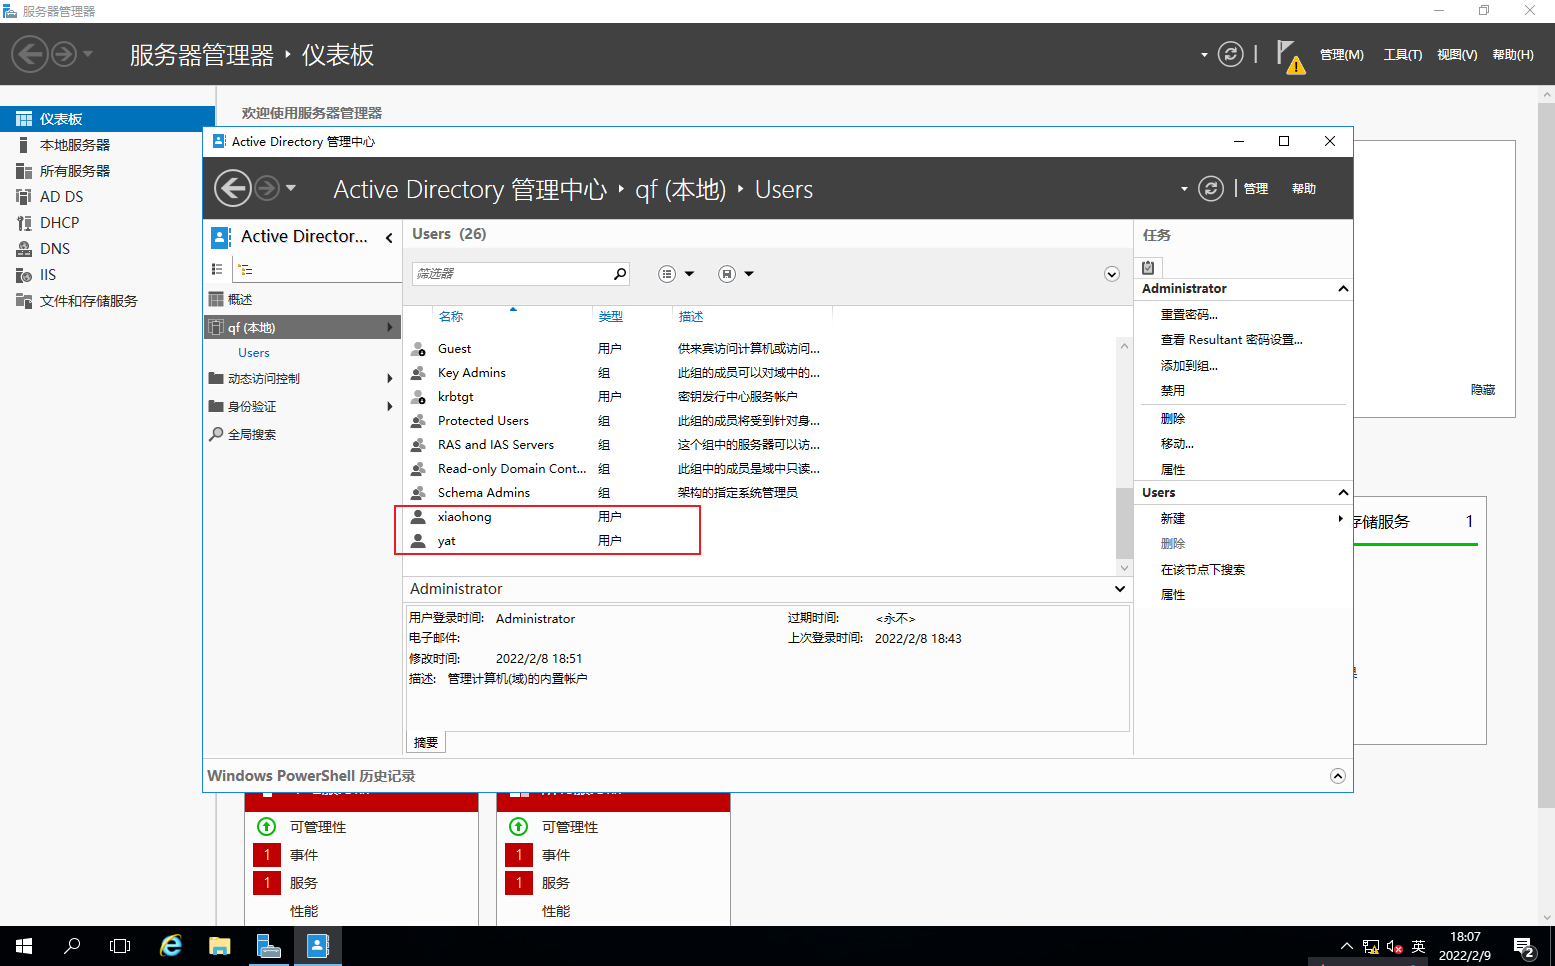 服务器管理器
服务器管理器 · 仪表板
管理(M) 工具(T) 视图(V) 帮助(H)
仪表板
本地服务器
所有服务器
AD DS
DHCP
DNS
IIS
文件和存储服务
欢迎使用服务器管理器
隐藏
存储服务 1
Active Directory 管理中心
Active Directory 管理中心 · qf (本地) · Users
管理 帮助
Active Director...
概述
qf (本地)
Users
动态访问控制
身份验证
全局搜索
Users (26)
筛选器
名称 类型 描述
Guest 用户 供来宾访问计算机或访问...
Key Admins 组 此组的成员可以对域中的...
krbtgt 用户 密钥发行中心服务帐户
Protected Users 组 此组的成员将受到针对身...
RAS and IAS Servers 组 这个组中的服务器可以访...
Read-only Domain Cont... 组 此组中的成员是域中只读...
Schema Admins 组 架构的指定系统管理员
xiaohong 用户
yat 用户
Administrator
用户登录时间: Administrator 过期时间: <永不>
电子邮件: 上次登录时间: 2022/2/8 18:43
修改时间: 2022/2/8 18:51
描述: 管理计算机(域)的内置帐户
摘要
任务
Administrator
重置密码...
查看 Resultant 密码设置...
添加到组...
禁用
删除
移动...
属性
Users
新建
删除
在该节点下搜索
属性
Windows PowerShell 历史记录
可管理性
1 事件
1 服务
性能
可管理性
1 事件
1 服务
性能
英
18:07
2022/2/9
2